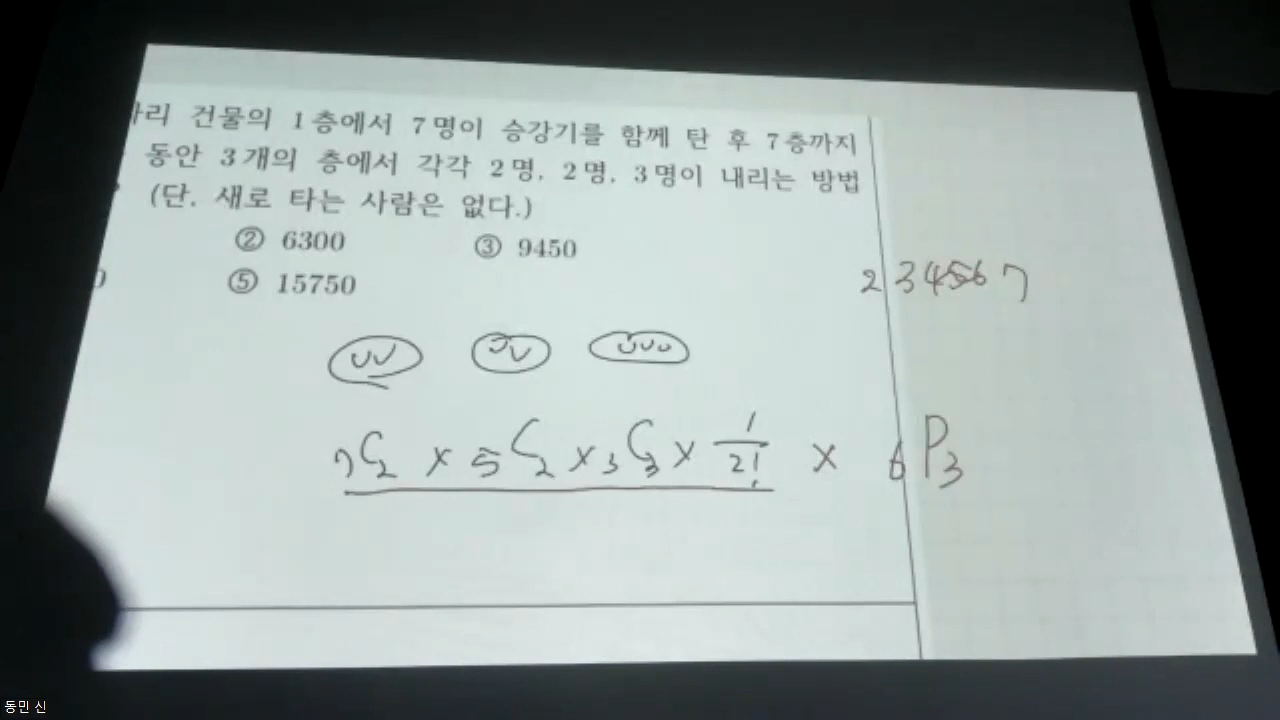 리 건물의 1층에서 7명이 승강기를 함께 탄 후 7층까지
동안 3개의 층에서 각각 2명, 2명, 3명이 내리는 방법
(단, 새로 타는 사람은 없다.)
② 6300 ③ 9450
⑤ 15750
2 3 4 5 6 7
₇C₂ × ₅C₂ × ₃C₃ × 1/2! × ₆P₃
동민 신